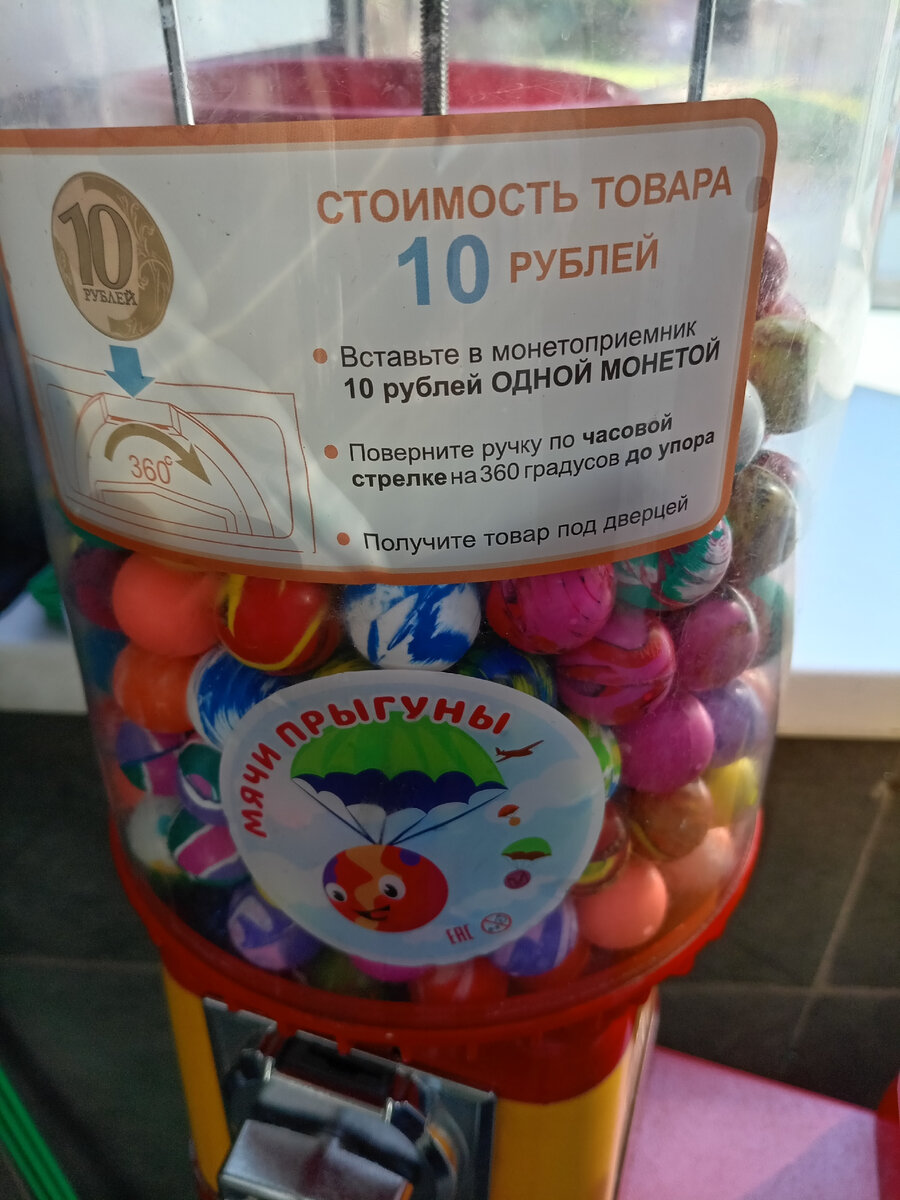 10
РУБЛЕЙ
СТОИМОСТЬ ТОВАРА
10 РУБЛЕЙ
• Вставьте в монетоприемник
10 рублей ОДНОЙ МОНЕТОЙ
• Поверните ручку по часовой
стрелке на 360 градусов до упора
• Получите товар под дверцей
360°
МЯЧИ ПРЫГУНЫ
EAC